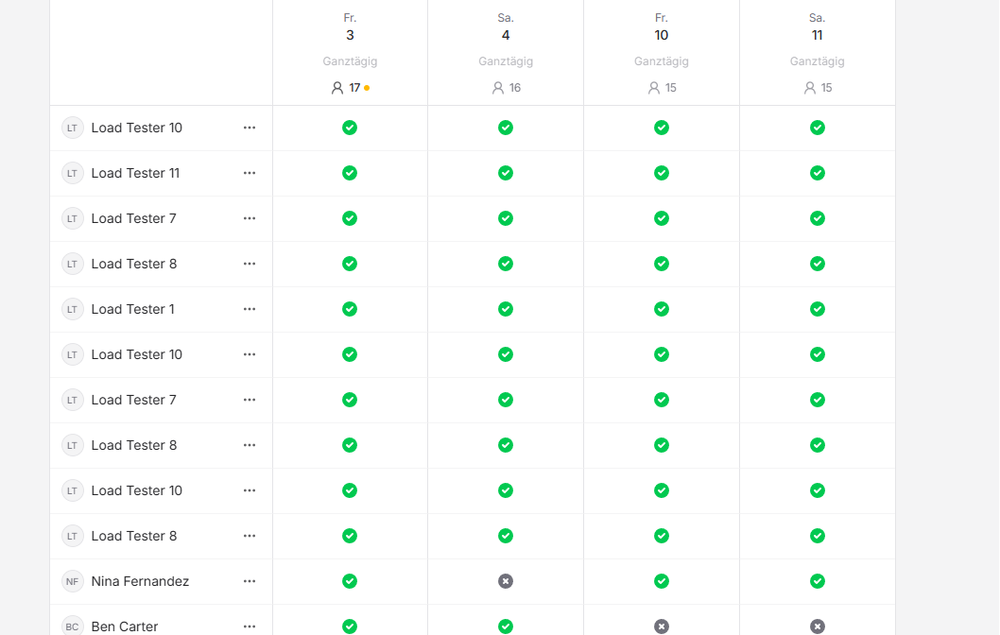 Fr. Sa. Fr. Sa.
3 4 10 11
Ganztägig Ganztägig Ganztägig Ganztägig
17 16 15 15
LT Load Tester 10
LT Load Tester 11
LT Load Tester 7
LT Load Tester 8
LT Load Tester 1
LT Load Tester 10
LT Load Tester 7
LT Load Tester 8
LT Load Tester 10
LT Load Tester 8
NF Nina Fernandez
BC Ben Carter